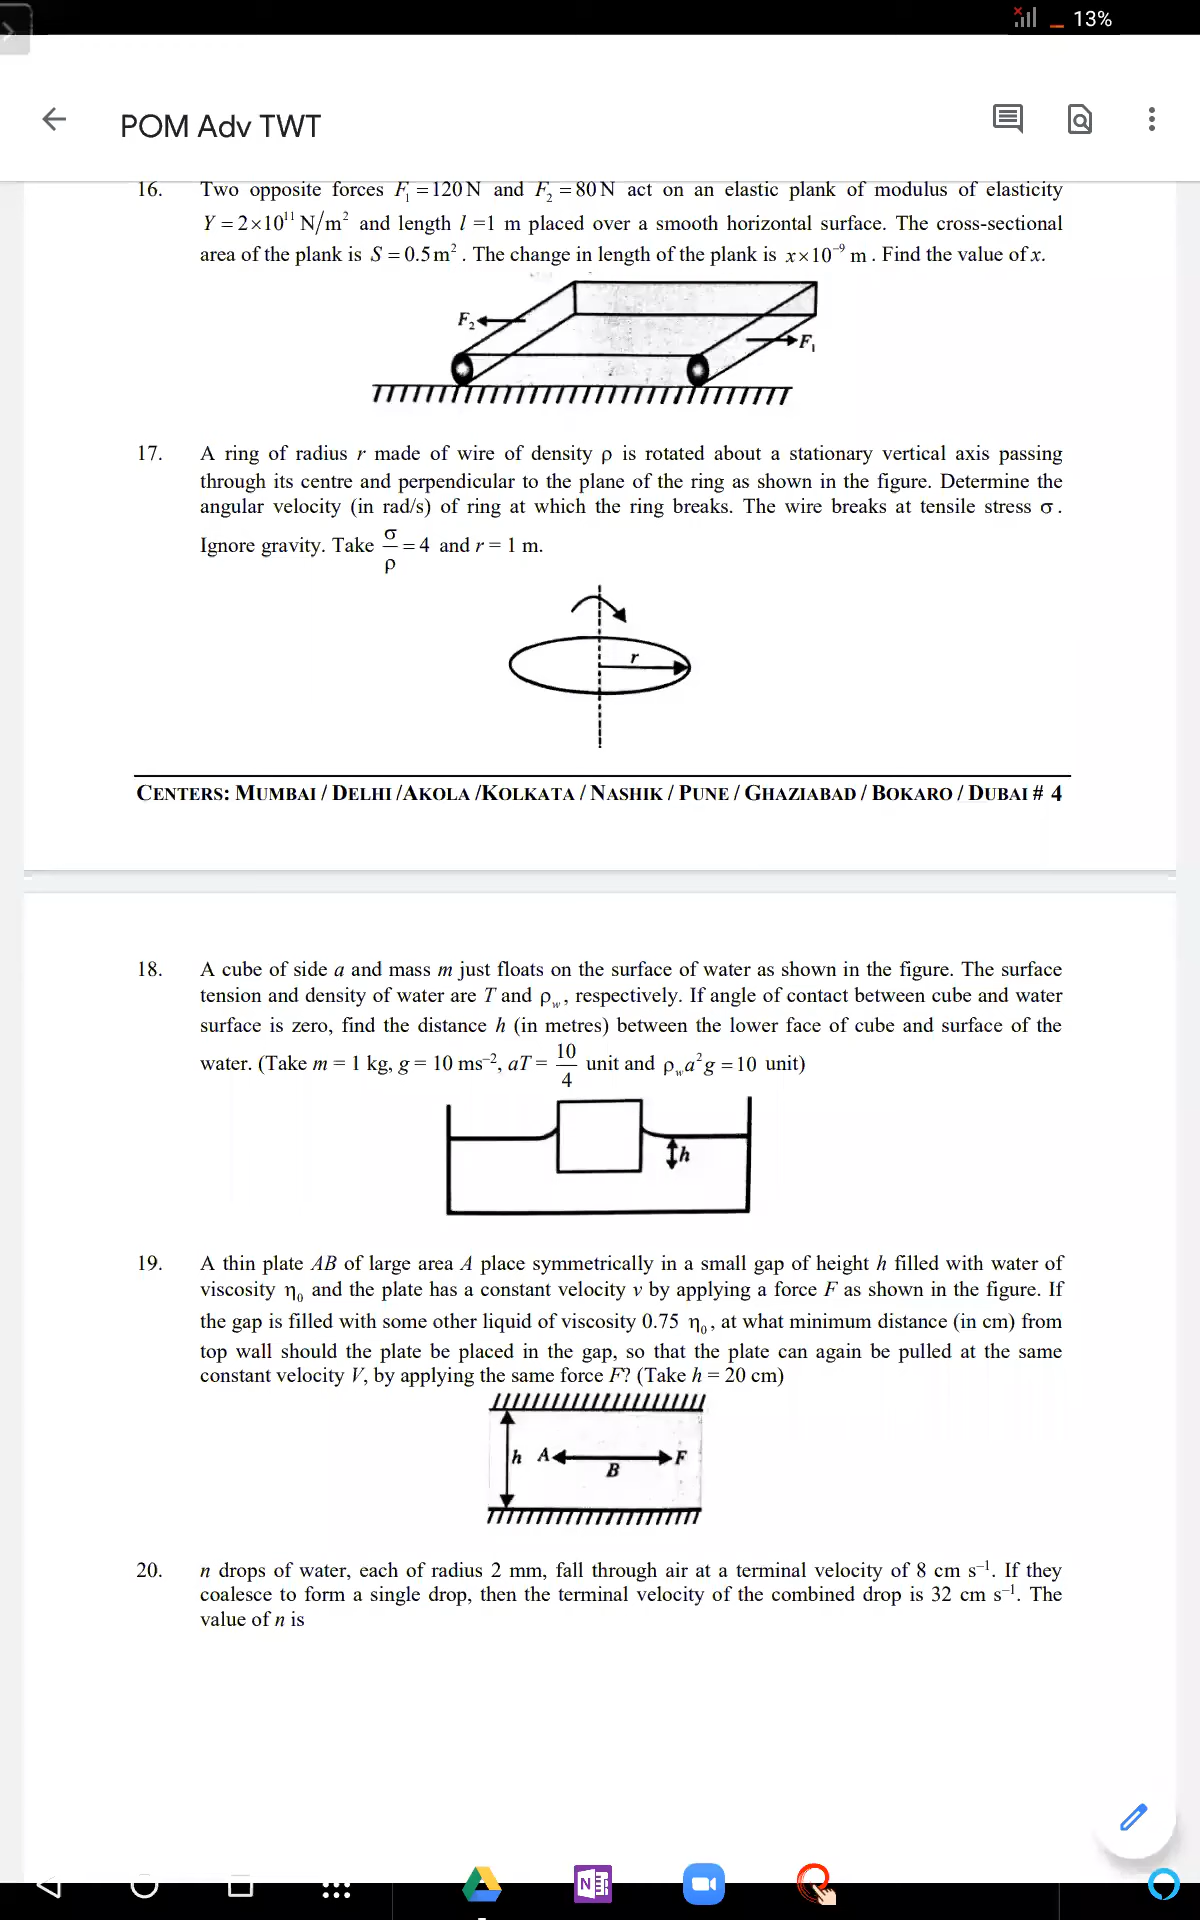 13%
POM Adv TWT
16. Two opposite forces F₁ = 120 N and F₂ = 80 N act on an elastic plank of modulus of elasticity
Y = 2×10¹¹ N/m² and length l =1 m placed over a smooth horizontal surface. The cross-sectional
area of the plank is S = 0.5 m². The change in length of the plank is x×10⁻⁹ m. Find the value of x.
F₂
F₁
17. A ring of radius r made of wire of density ρ is rotated about a stationary vertical axis passing
through its centre and perpendicular to the plane of the ring as shown in the figure. Determine the
angular velocity (in rad/s) of ring at which the ring breaks. The wire breaks at tensile stress σ.
Ignore gravity. Take σ/ρ = 4 and r = 1 m.
r
CENTERS: MUMBAI / DELHI /AKOLA /KOLKATA / NASHIK / PUNE / GHAZIABAD / BOKARO / DUBAI # 4
18. A cube of side a and mass m just floats on the surface of water as shown in the figure. The surface
tension and density of water are T and ρ_w, respectively. If angle of contact between cube and water
surface is zero, find the distance h (in metres) between the lower face of cube and surface of the
water. (Take m = 1 kg, g = 10 ms⁻², aT = 10/4 unit and ρ_w a²g = 10 unit)
h
19. A thin plate AB of large area A place symmetrically in a small gap of height h filled with water of
viscosity η₀ and the plate has a constant velocity v by applying a force F as shown in the figure. If
the gap is filled with some other liquid of viscosity 0.75 η₀, at what minimum distance (in cm) from
top wall should the plate be placed in the gap, so that the plate can again be pulled at the same
constant velocity V, by applying the same force F? (Take h = 20 cm)
h A F
B
20. n drops of water, each of radius 2 mm, fall through air at a terminal velocity of 8 cm s⁻¹. If they
coalesce to form a single drop, then the terminal velocity of the combined drop is 32 cm s⁻¹. The
value of n is
N